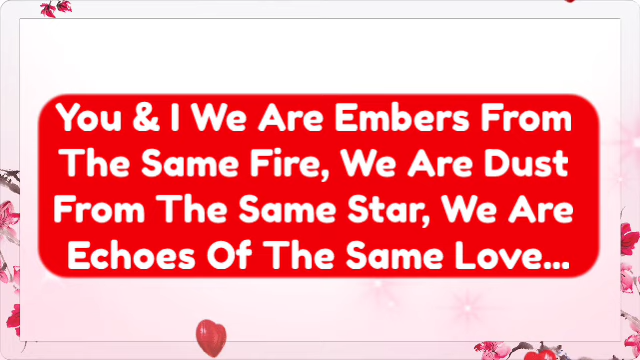 You & I We Are Embers From
The Same Fire, We Are Dust
From The Same Star, We Are
Echoes Of The Same Love...